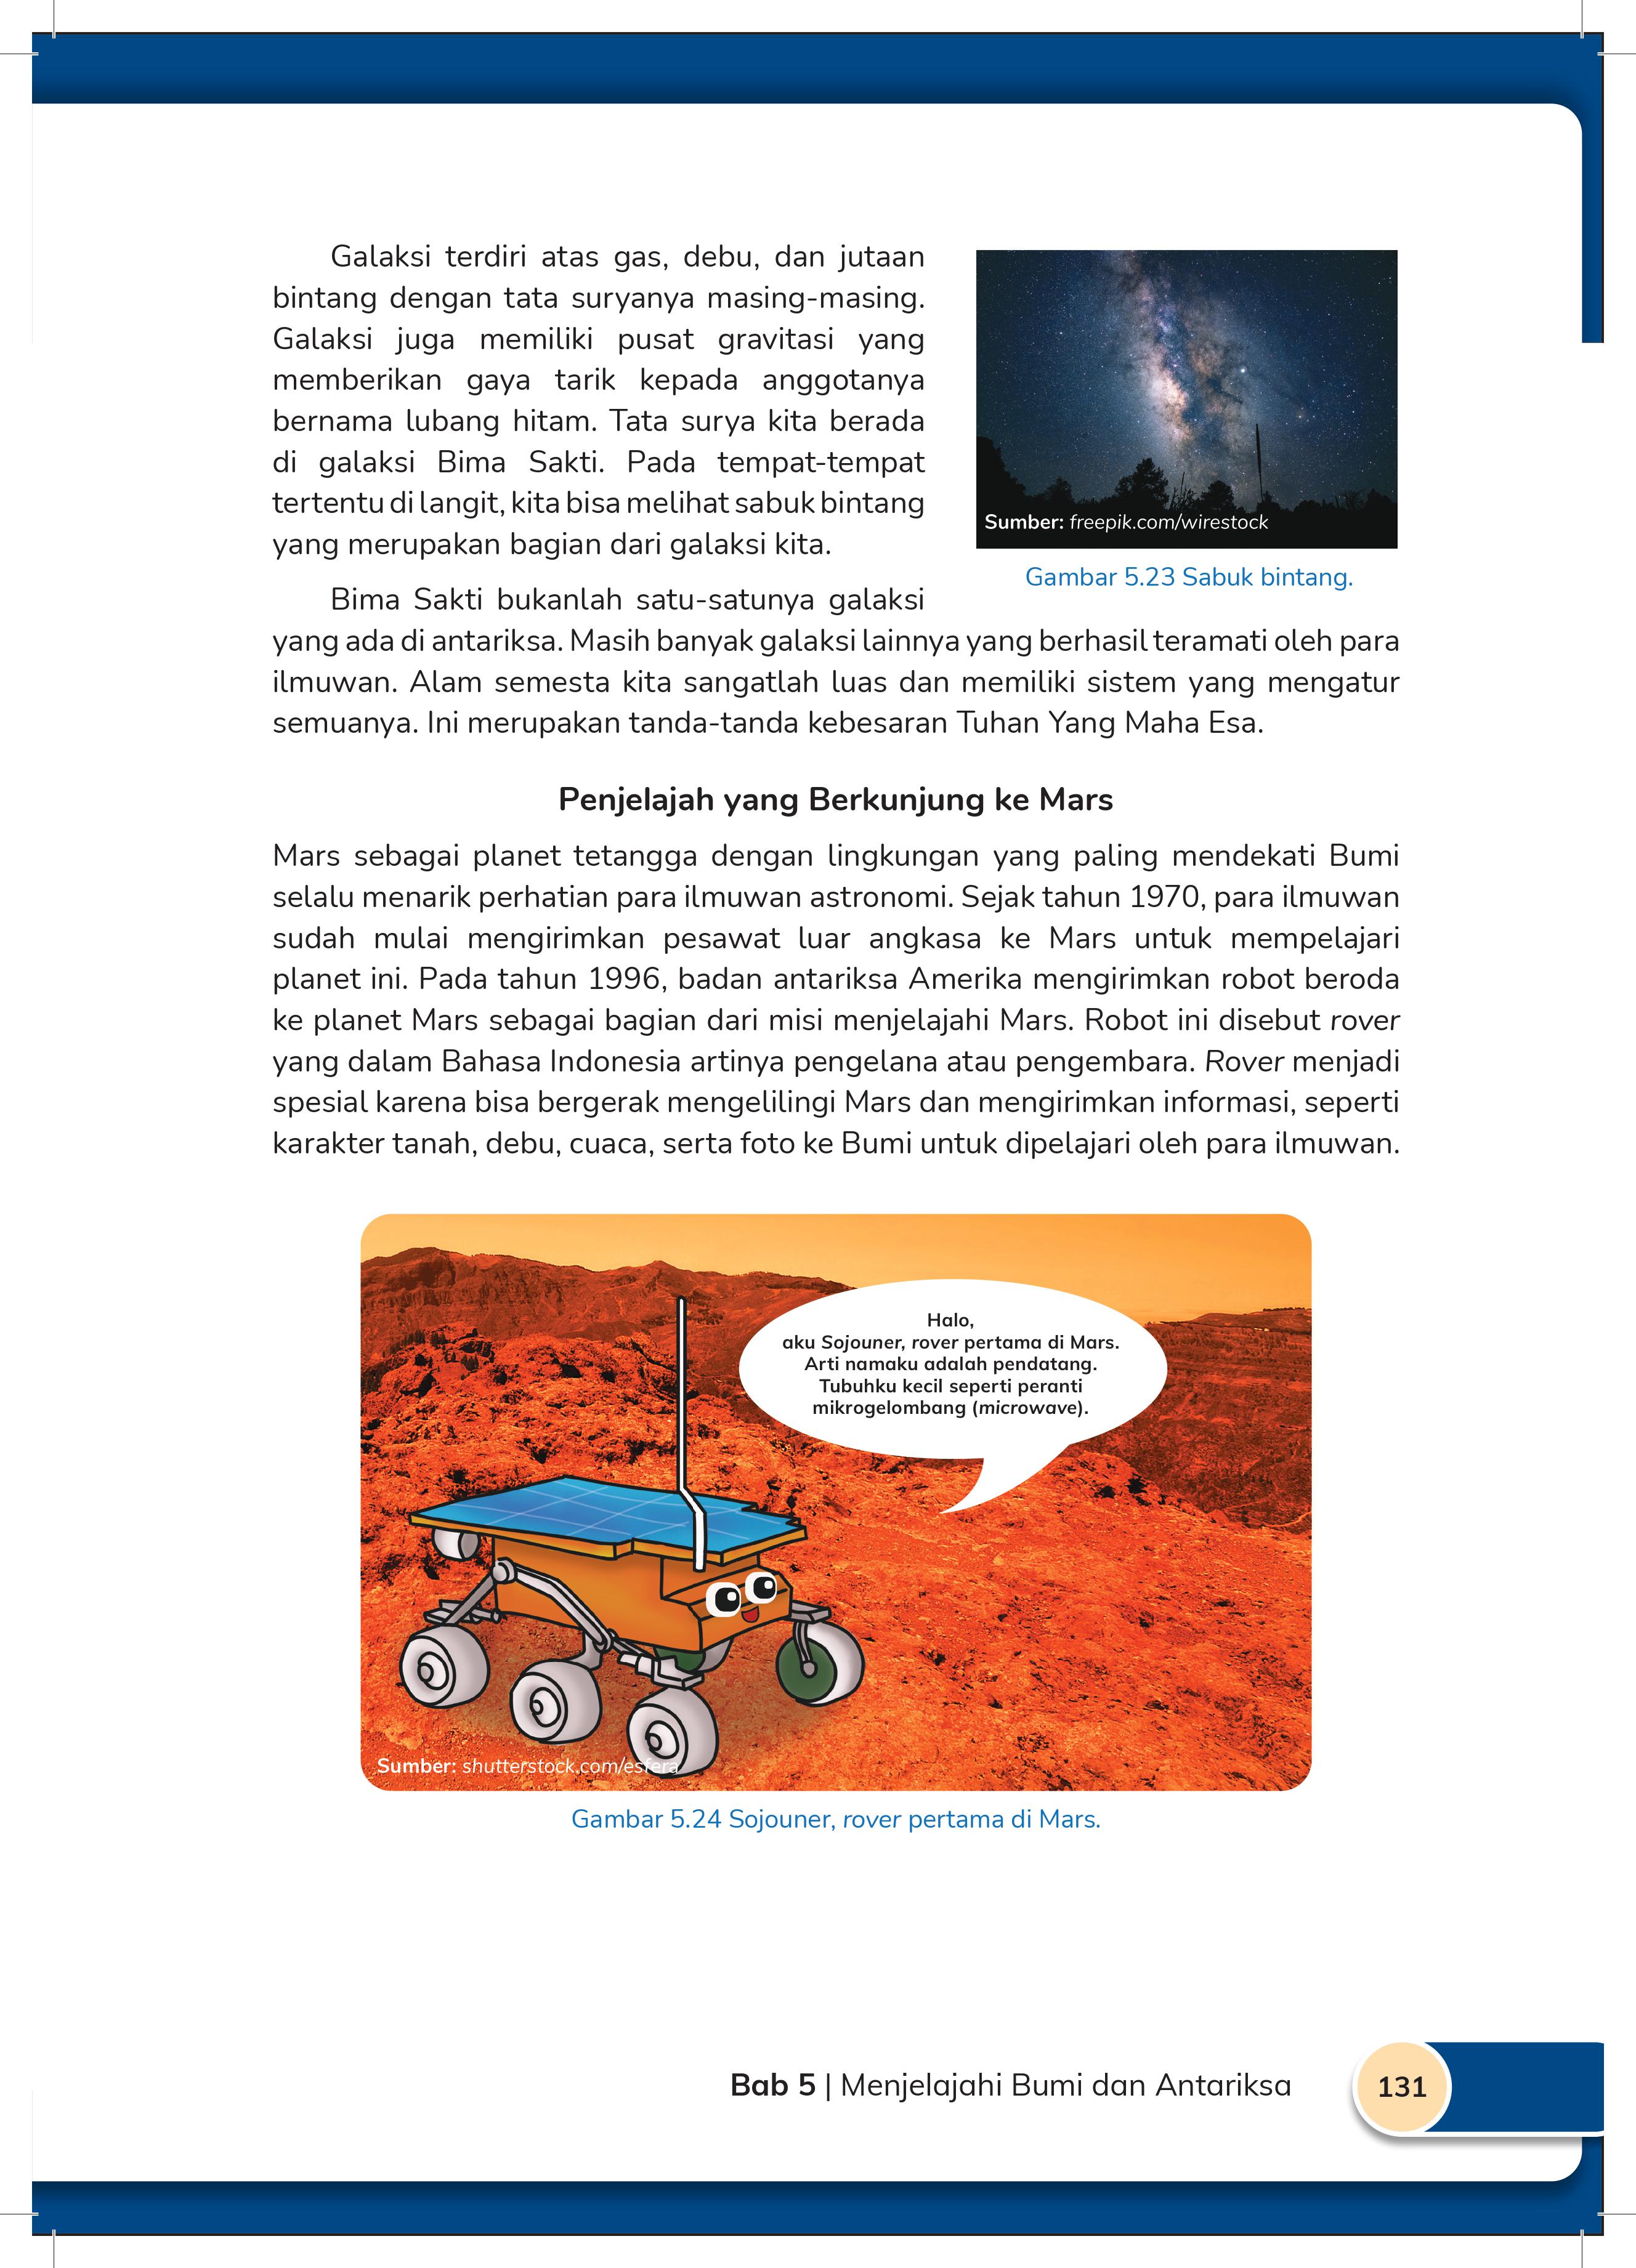 Galaksi terdiri atas gas, debu, dan jutaan
bintang dengan tata suryanya masing-masing.
Galaksi juga memiliki pusat gravitasi yang
memberikan gaya tarik kepada anggotanya
bernama lubang hitam. Tata surya kita berada
di galaksi Bima Sakti. Pada tempat-tempat
tertentu di langit, kita bisa melihat sabuk bintang
yang merupakan bagian dari galaksi kita.
Sumber: freepik.com/wirestock
Gambar 5.23 Sabuk bintang.
Bima Sakti bukanlah satu-satunya galaksi
yang ada di antariksa. Masih banyak galaksi lainnya yang berhasil teramati oleh para
ilmuwan. Alam semesta kita sangatlah luas dan memiliki sistem yang mengatur
semuanya. Ini merupakan tanda-tanda kebesaran Tuhan Yang Maha Esa.
Penjelajah yang Berkunjung ke Mars
Mars sebagai planet tetangga dengan lingkungan yang paling mendekati Bumi
selalu menarik perhatian para ilmuwan astronomi. Sejak tahun 1970, para ilmuwan
sudah mulai mengirimkan pesawat luar angkasa ke Mars untuk mempelajari
planet ini. Pada tahun 1996, badan antariksa Amerika mengirimkan robot beroda
ke planet Mars sebagai bagian dari misi menjelajahi Mars. Robot ini disebut rover
yang dalam Bahasa Indonesia artinya pengelana atau pengembara. Rover menjadi
spesial karena bisa bergerak mengelilingi Mars dan mengirimkan informasi, seperti
karakter tanah, debu, cuaca, serta foto ke Bumi untuk dipelajari oleh para ilmuwan.
Halo,
aku Sojouner, rover pertama di Mars.
Arti namaku adalah pendatang.
Tubuhku kecil seperti peranti
mikrogelombang (microwave).
Sumber: shutterstock.com/esfera
Gambar 5.24 Sojouner, rover pertama di Mars.
Bab 5 | Menjelajahi Bumi dan Antariksa
131